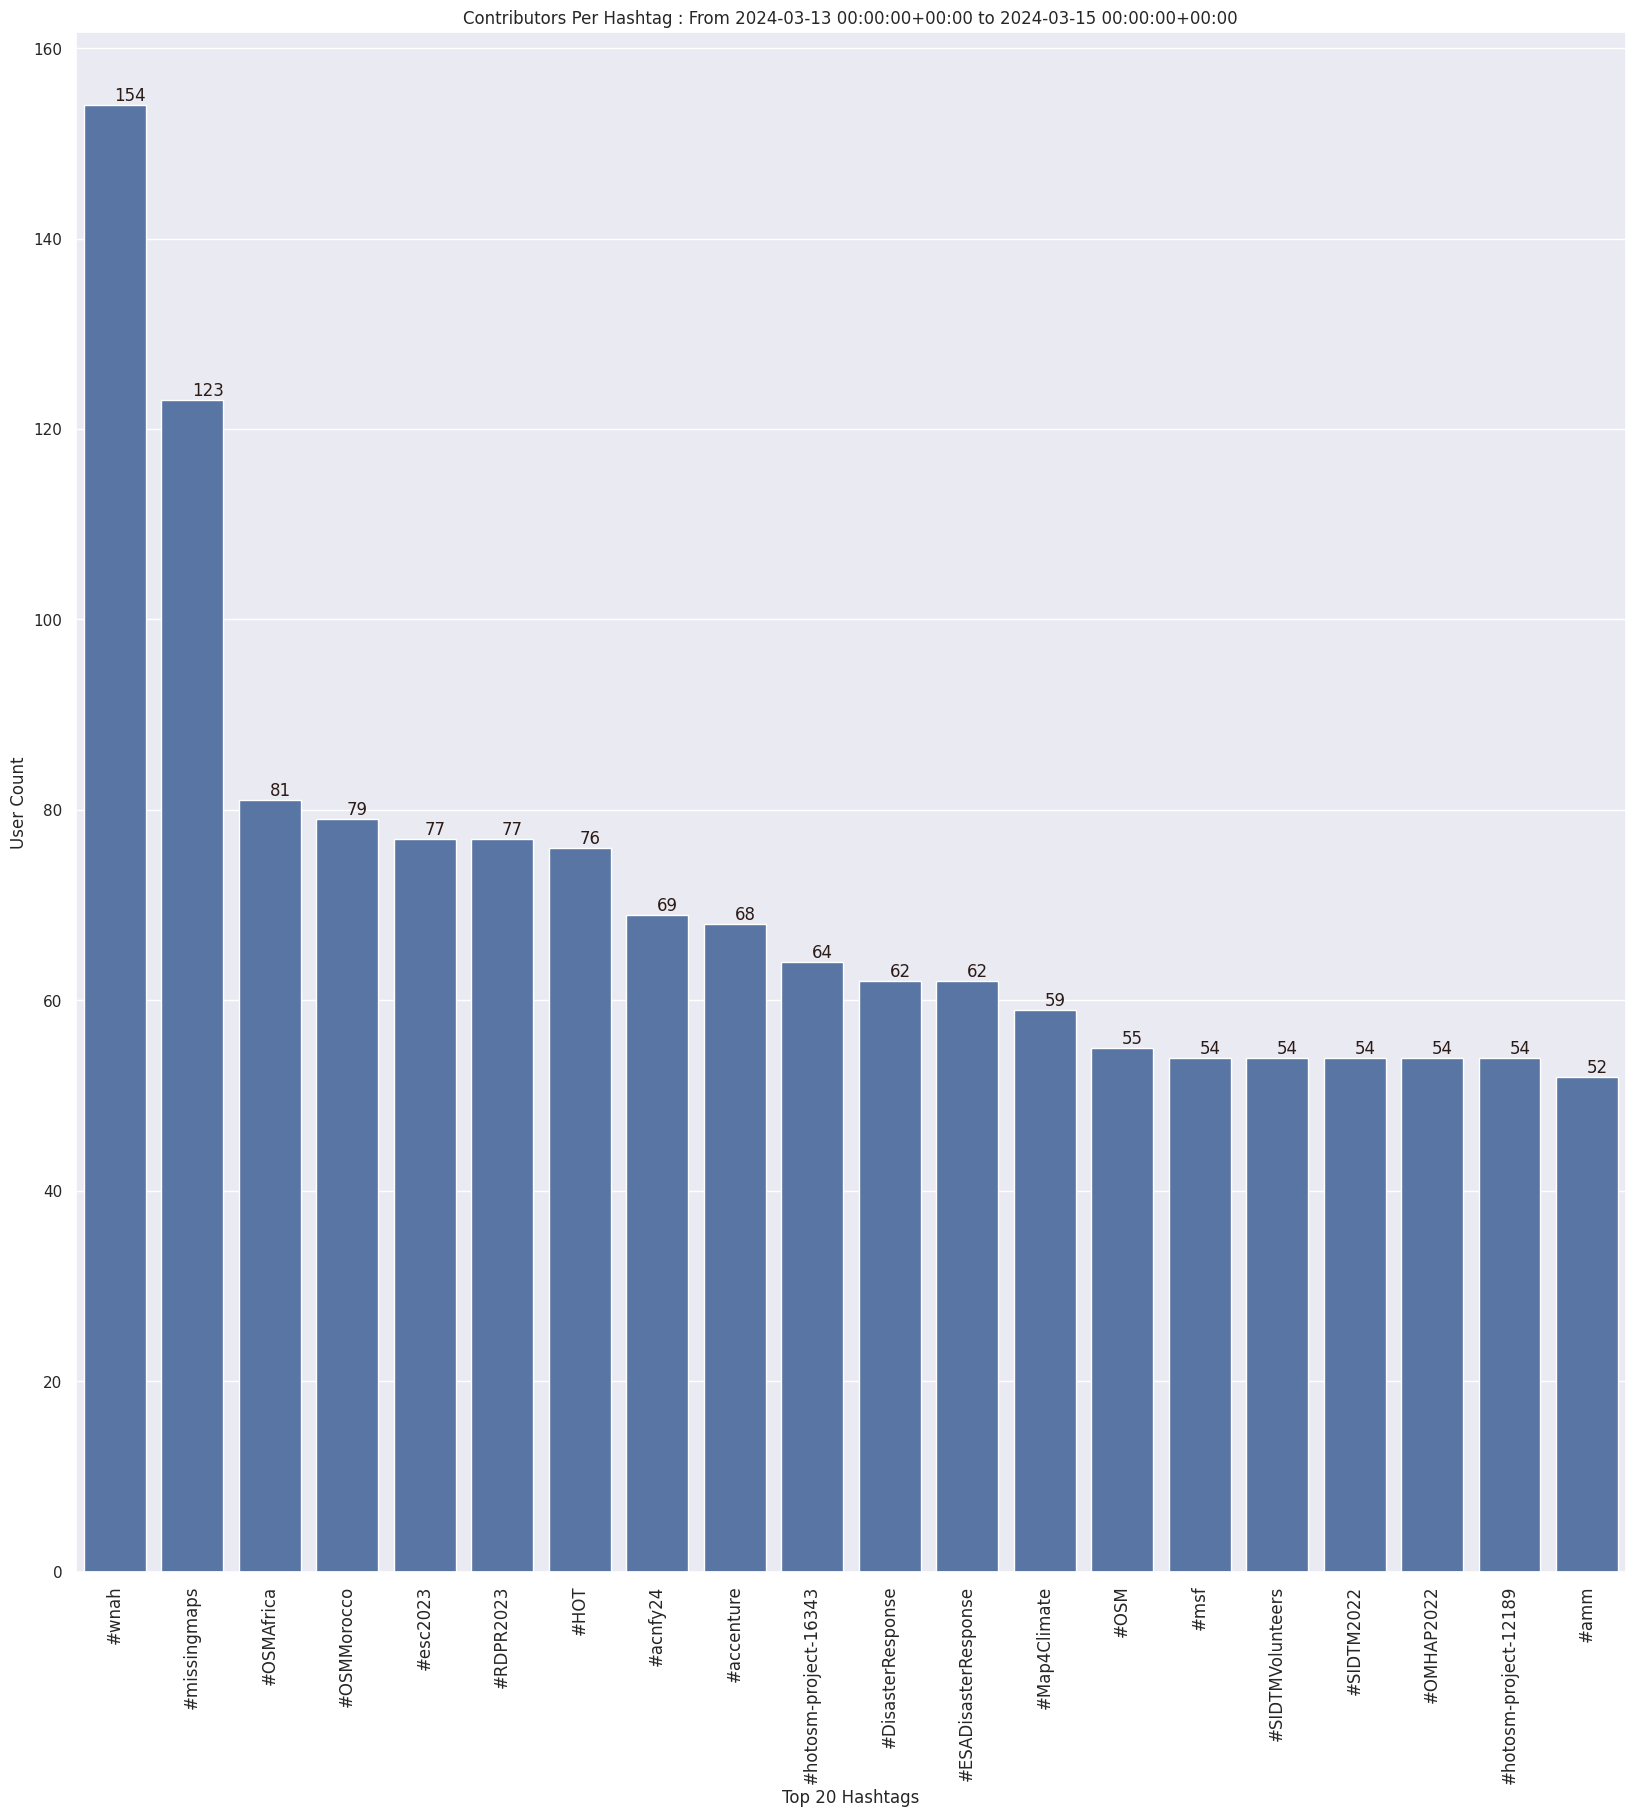 Contributors Per Hashtag : From 2024-03-13 00:00:00+00:00 to 2024-03-15 00:00:00+00:00
User Count
160
140
120
100
80
60
40
20
0
154
123
81
79
77
77
76
69
68
64
62
62
59
55
54
54
54
54
54
52
#wnah
#missingmaps
#OSMAfrica
#OSMMorocco
#esc2023
#RDPR2023
#HOT
#acnfy24
#accenture
#hotosm-project-16343
#DisasterResponse
#ESADisasterResponse
#Map4Climate
#OSM
#msf
#SIDTMVolunteers
#SIDTM2022
#OMHAP2022
#hotosm-project-12189
#amm
Top 20 Hashtags